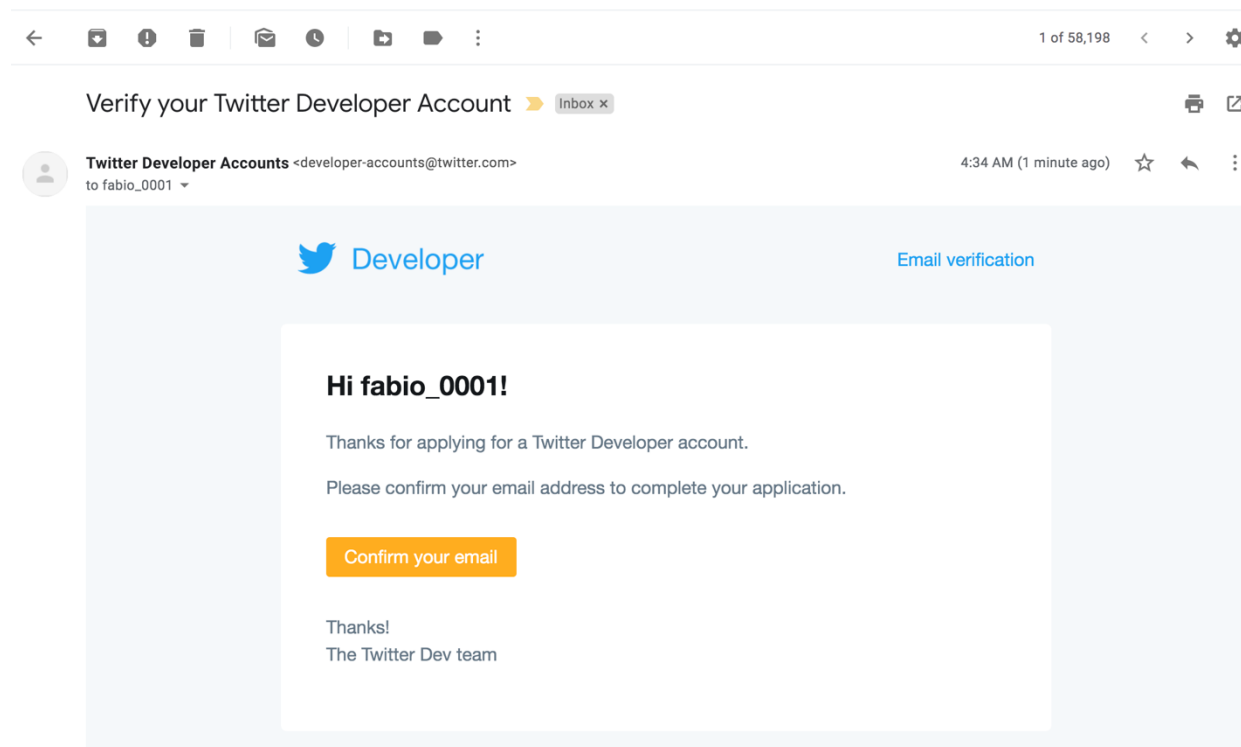 1 of 58,198
Verify your Twitter Developer Account Inbox x
Twitter Developer Accounts <developer-accounts@twitter.com> 4:34 AM (1 minute ago)
to fabio_0001
Developer Email verification
Hi fabio_0001!
Thanks for applying for a Twitter Developer account.
Please confirm your email address to complete your application.
Confirm your email
Thanks!
The Twitter Dev team